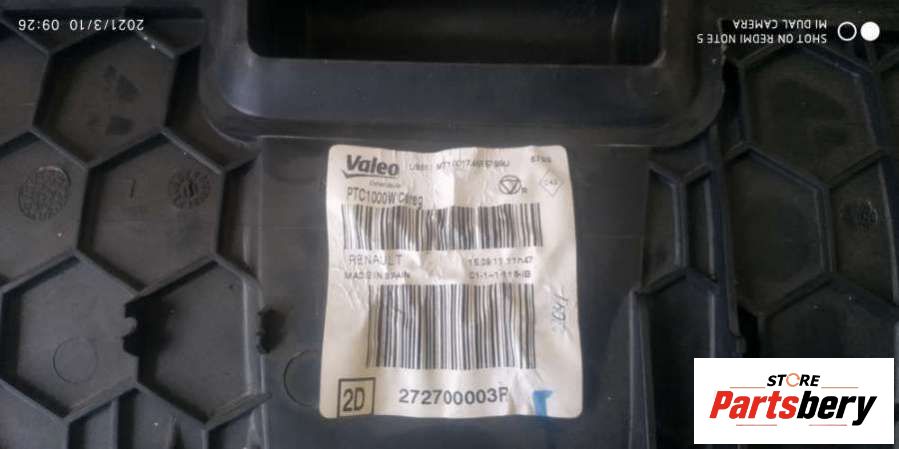 2021/3/10 09:26
SHOT ON REDMI NOTE 5
MI DUAL CAMERA
Valeo
PTC1000W
RENAULT
MADE IN SPAIN
2D
272700003R
STORE
Partsbery